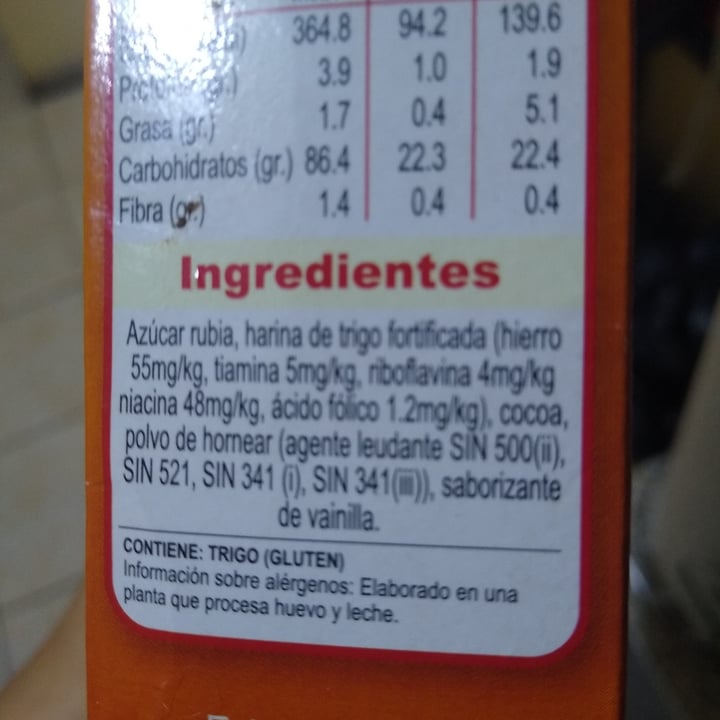 364.8 94.2 139.6
3.9 1.0 1.9
Grasa (gr.) 1.7 0.4 5.1
Carbohidratos (gr.) 86.4 22.3 22.4
Fibra (gr.) 1.4 0.4 0.4
Ingredientes
Azúcar rubia, harina de trigo fortificada (hierro
55mg/kg, tiamina 5mg/kg, riboflavina 4mg/kg
niacina 48mg/kg, ácido fólico 1.2mg/kg), cocoa,
polvo de hornear (agente leudante SIN 500(ii),
SIN 521, SIN 341 (i), SIN 341(iii)), saborizante
de vainilla.
CONTIENE: TRIGO (GLUTEN)
Información sobre alérgenos: Elaborado en una
planta que procesa huevo y leche.